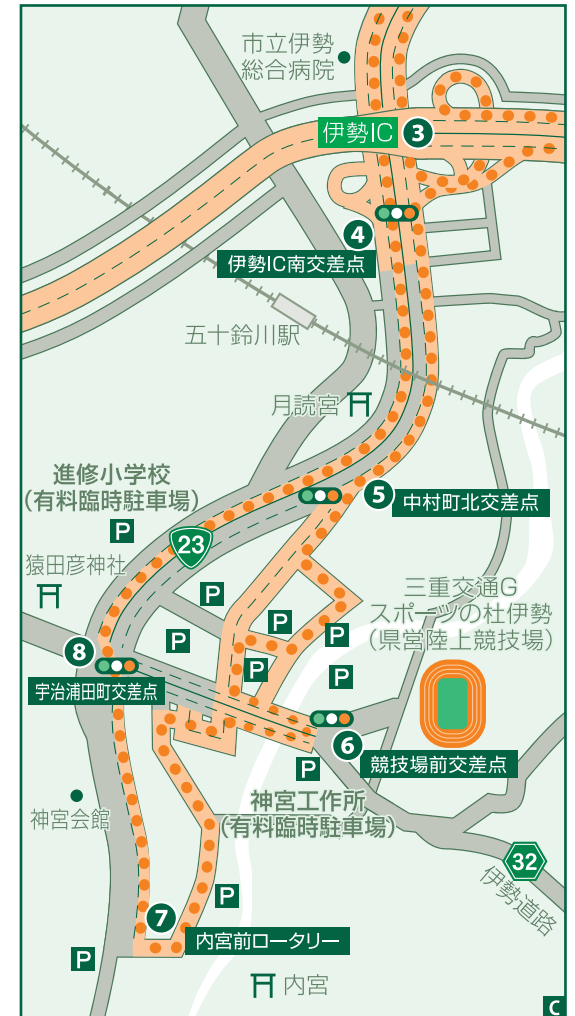 市立伊勢
総合病院
伊勢IC
3
4
伊勢IC南交差点
五十鈴川駅
月読宮
進修小学校
(有料臨時駐車場)
5
中村町北交差点
P
23
猿田彦神社
P
P
P
P
P
P
三重交通G
スポーツの杜伊勢
(県営陸上競技場)
8
宇治浦田町交差点
6
競技場前交差点
P
神宮工作所
(有料臨時駐車場)
神宮会館
32
伊勢道路
P
7
内宮前ロータリー
P
内宮
C